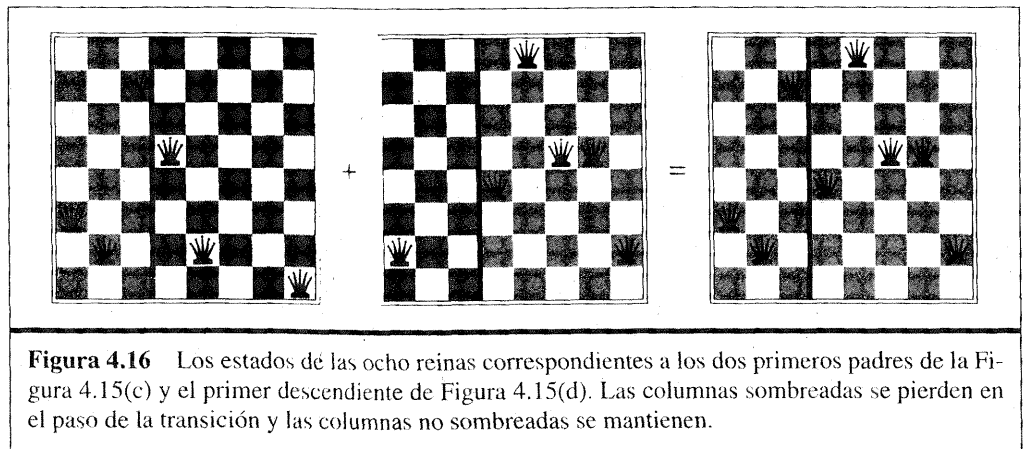 +
=
Figura 4.16 Los estados de las ocho reinas correspondientes a los dos primeros padres de la Fi-
gura 4.15(c) y el primer descendiente de Figura 4.15(d). Las columnas sombreadas se pierden en
el paso de la transición y las columnas no sombreadas se mantienen.